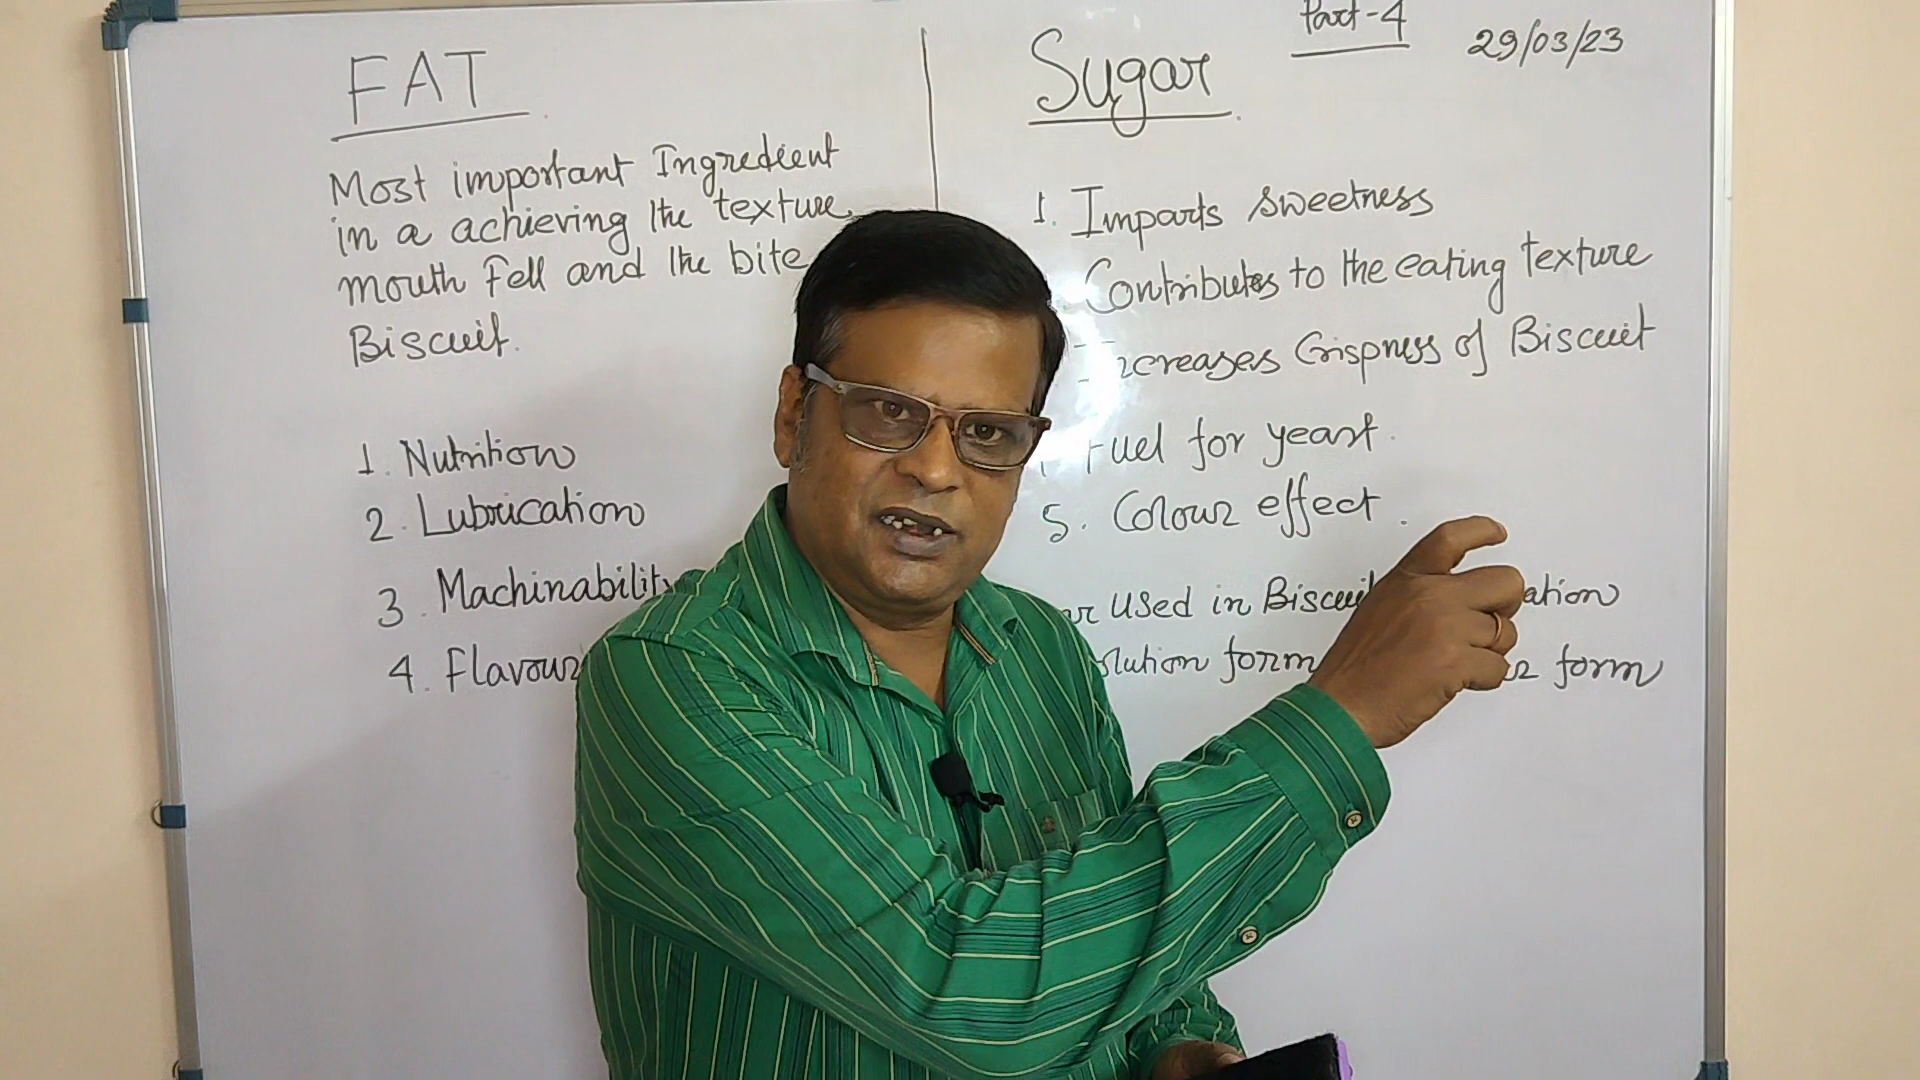 FAT
Most important Ingredient
in a achieving the texture
mouth Fell and the bite
Biscuit.
1. Nutrition
2. Lubrication
3. Machinability
4. Flavour
Part-4
29/03/23
Sugar
1. Imparts sweetness
Contributes to the eating texture
Increases Crispness of Biscuit
Fuel for yeast.
5. Colour effect.
used in Biscuit
form form